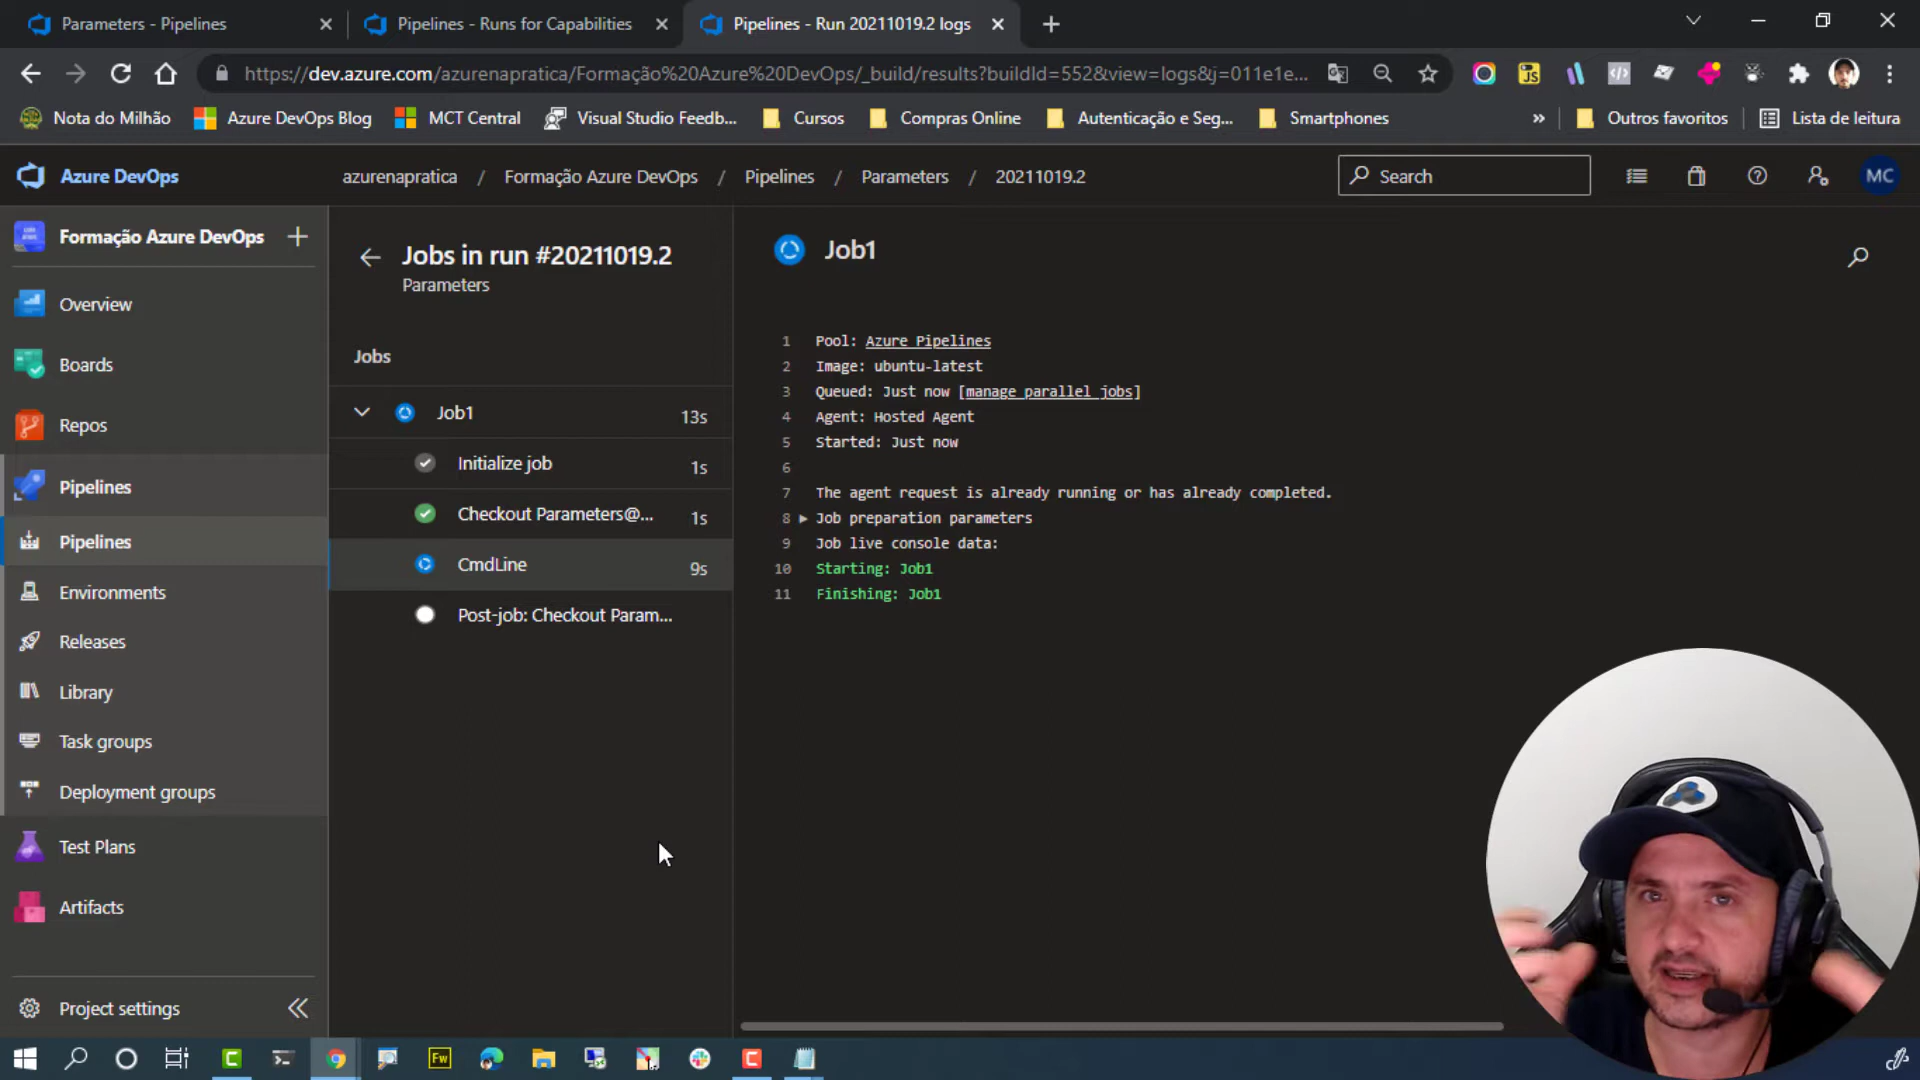 Parameters - Pipelines
Pipelines - Runs for Capabilities
Pipelines - Run 20211019.2 logs
https://dev.azure.com/azurenapratica/Formação%20Azure%20DevOps/_build/results?buildId=552&view=logs&j=011e1e...
Nota do Milhão
Azure DevOps Blog
MCT Central
Visual Studio Feedb...
Cursos
Compras Online
Autenticação e Seg...
Smartphones
»
Outros favoritos
Lista de leitura
Azure DevOps
azurenapratica / Formação Azure DevOps / Pipelines / Parameters / 20211019.2
Search
MC
Formação Azure DevOps
Overview
Boards
Repos
Pipelines
Pipelines
Environments
Releases
Library
Task groups
Deployment groups
Test Plans
Artifacts
Project settings
Jobs in run #20211019.2
Parameters
Jobs
Job1 13s
Initialize job 1s
Checkout Parameters@... 1s
CmdLine 9s
Post-job: Checkout Param...
Job1
1 Pool: Azure Pipelines
2 Image: ubuntu-latest
3 Queued: Just now [manage parallel jobs]
4 Agent: Hosted Agent
5 Started: Just now
6
7 The agent request is already running or has already completed.
8 Job preparation parameters
9 Job live console data:
10 Starting: Job1
11 Finishing: Job1
JS
Fw